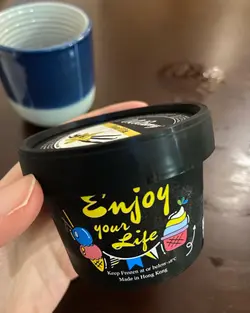 Enjoy
your
Life
Keep Frozen at or below -18°C
Made in Hong Kong